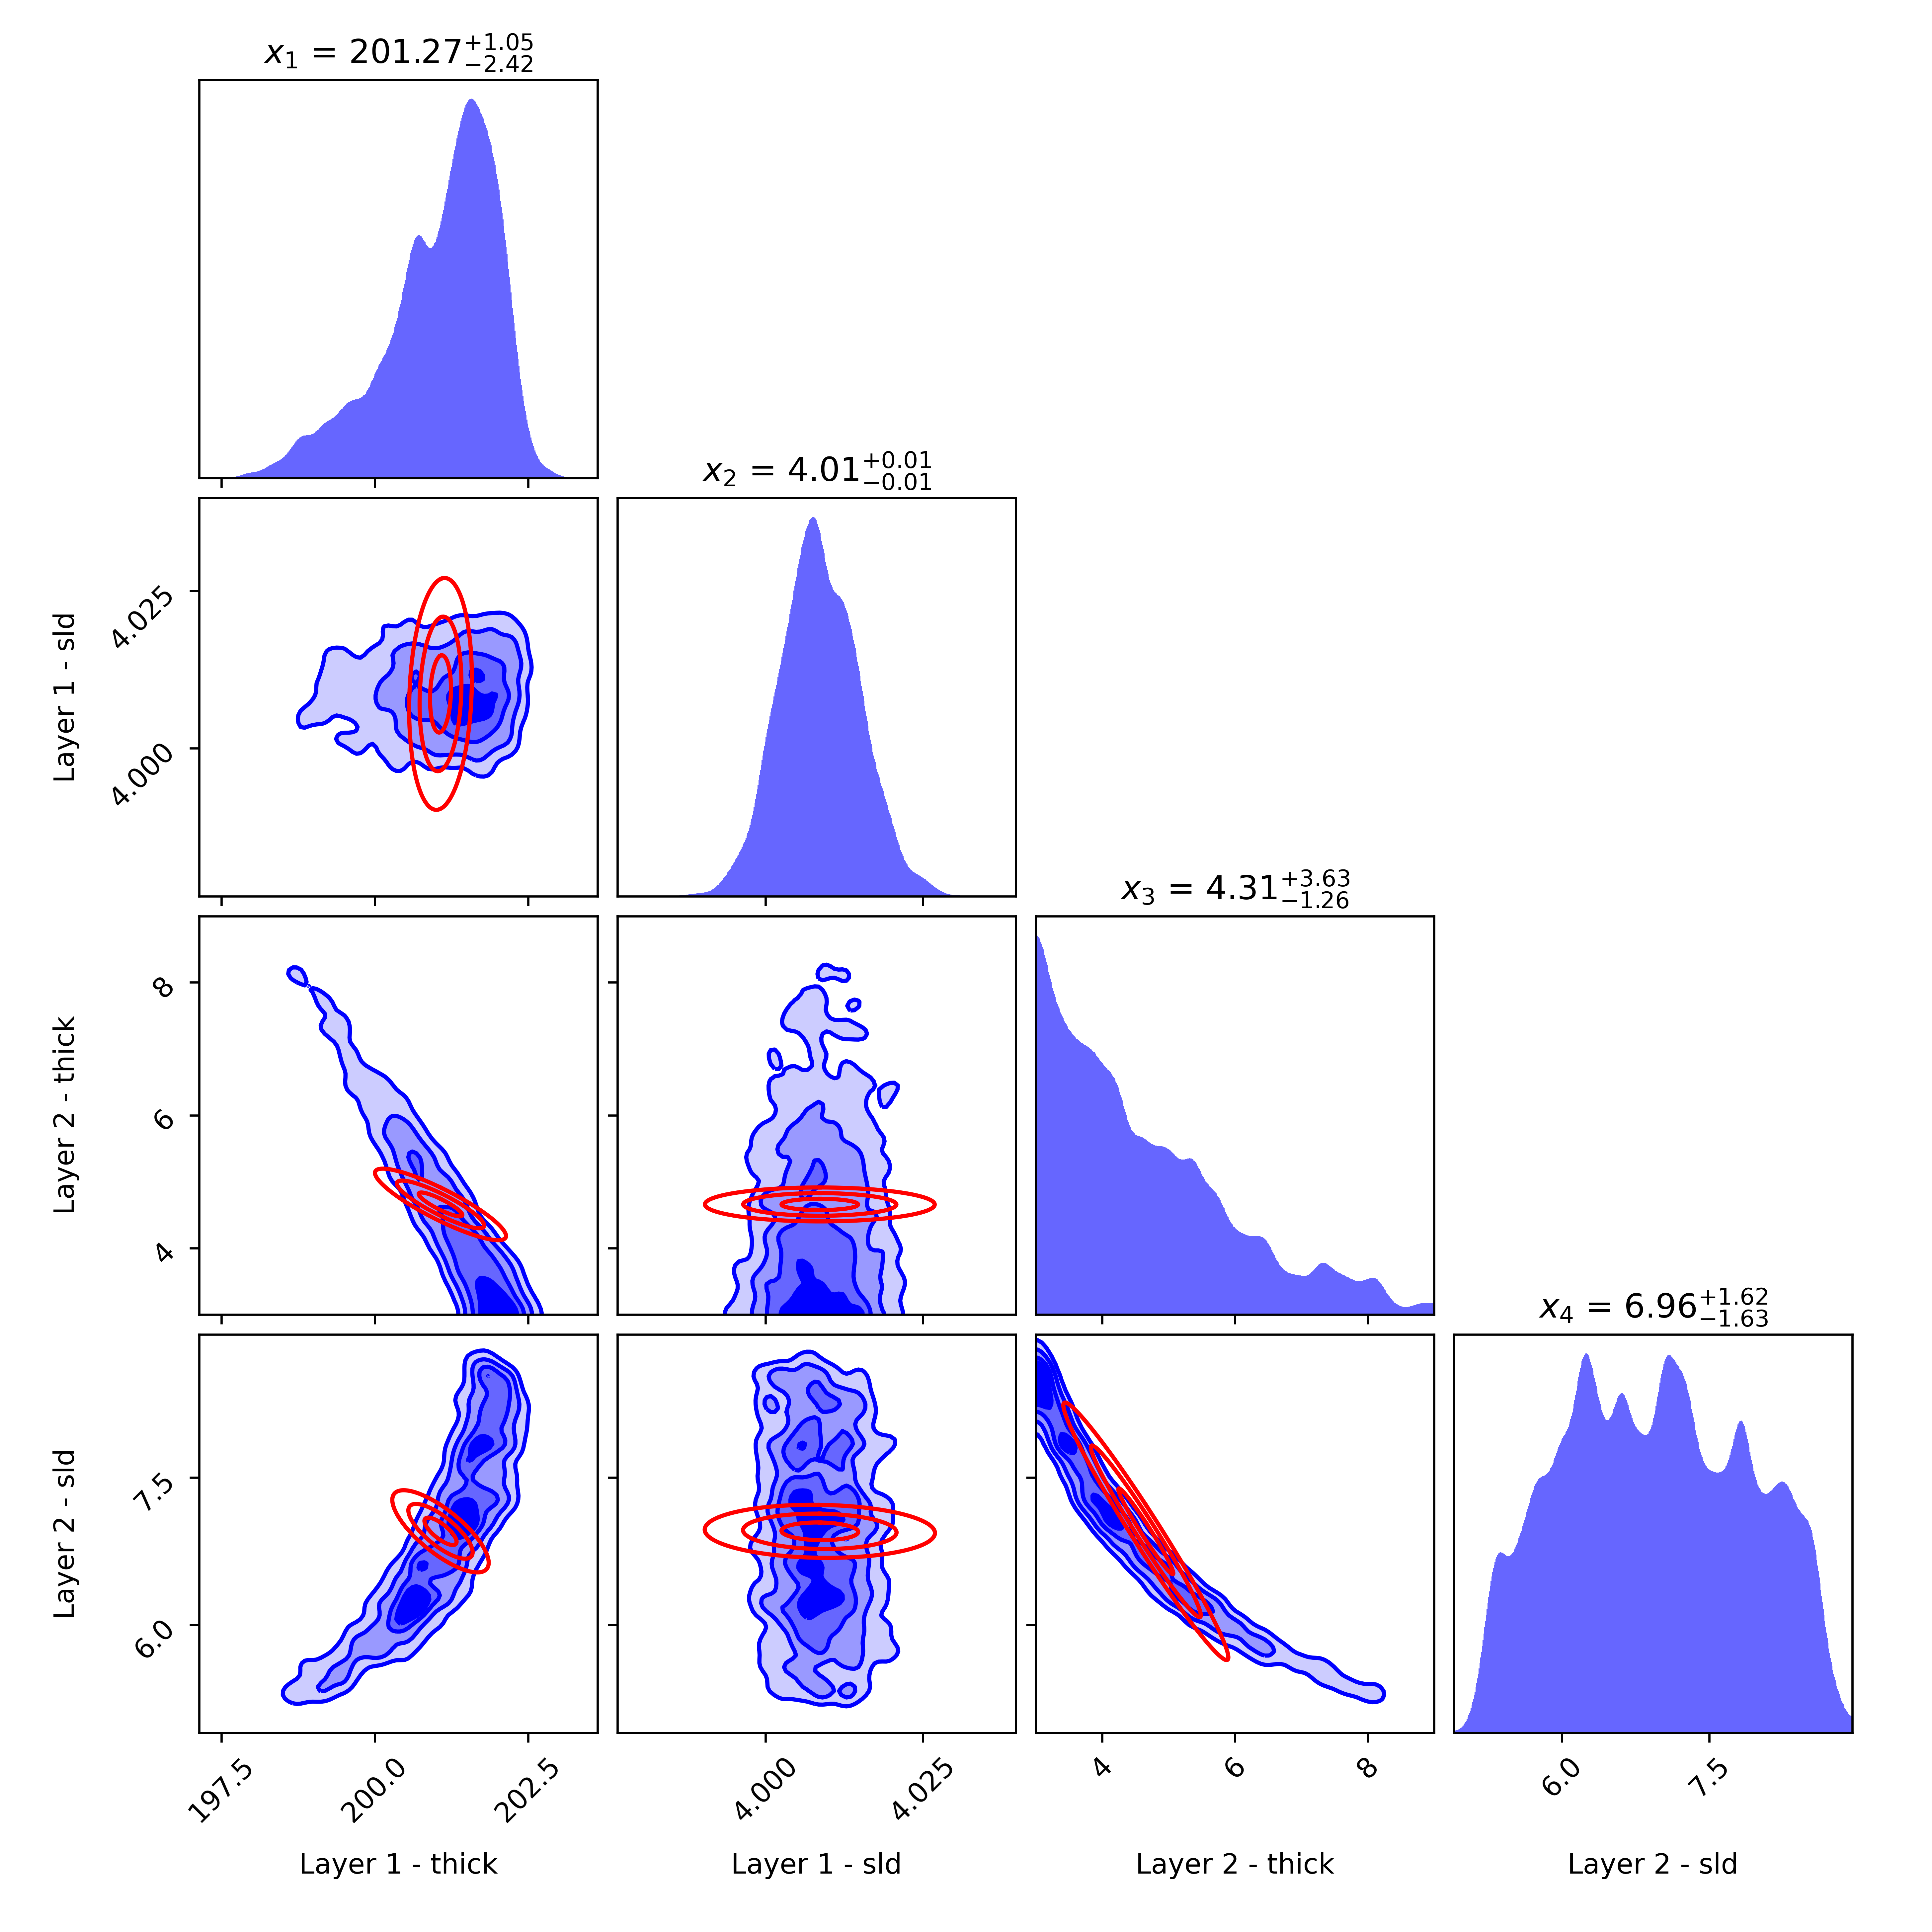 x₁ = 201.27 +1.05 −2.42
x₂ = 4.01 +0.01 −0.01
4.025
4.000
Layer 1 - sld
x₃ = 4.31 +3.63 −1.26
8
6
4
Layer 2 - thick
x₄ = 6.96 +1.62 −1.63
7.5
6.0
Layer 2 - sld
197.5 200.0 202.5 4.000 4.025 4 6 8 6.0 7.5
Layer 1 - thick Layer 1 - sld Layer 2 - thick Layer 2 - sld